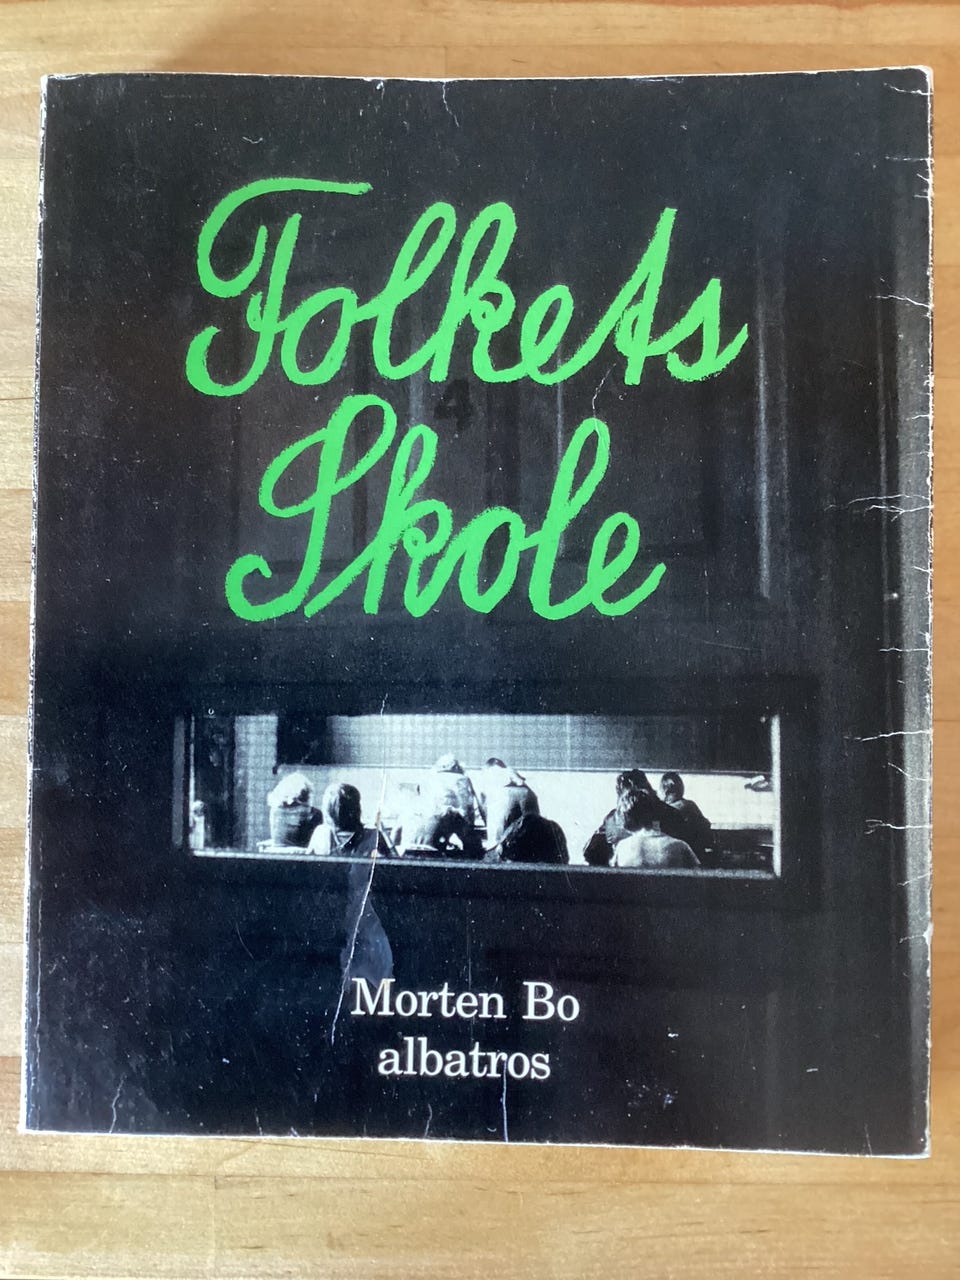 Folkets
Skole
4
Morten Bo
albatros